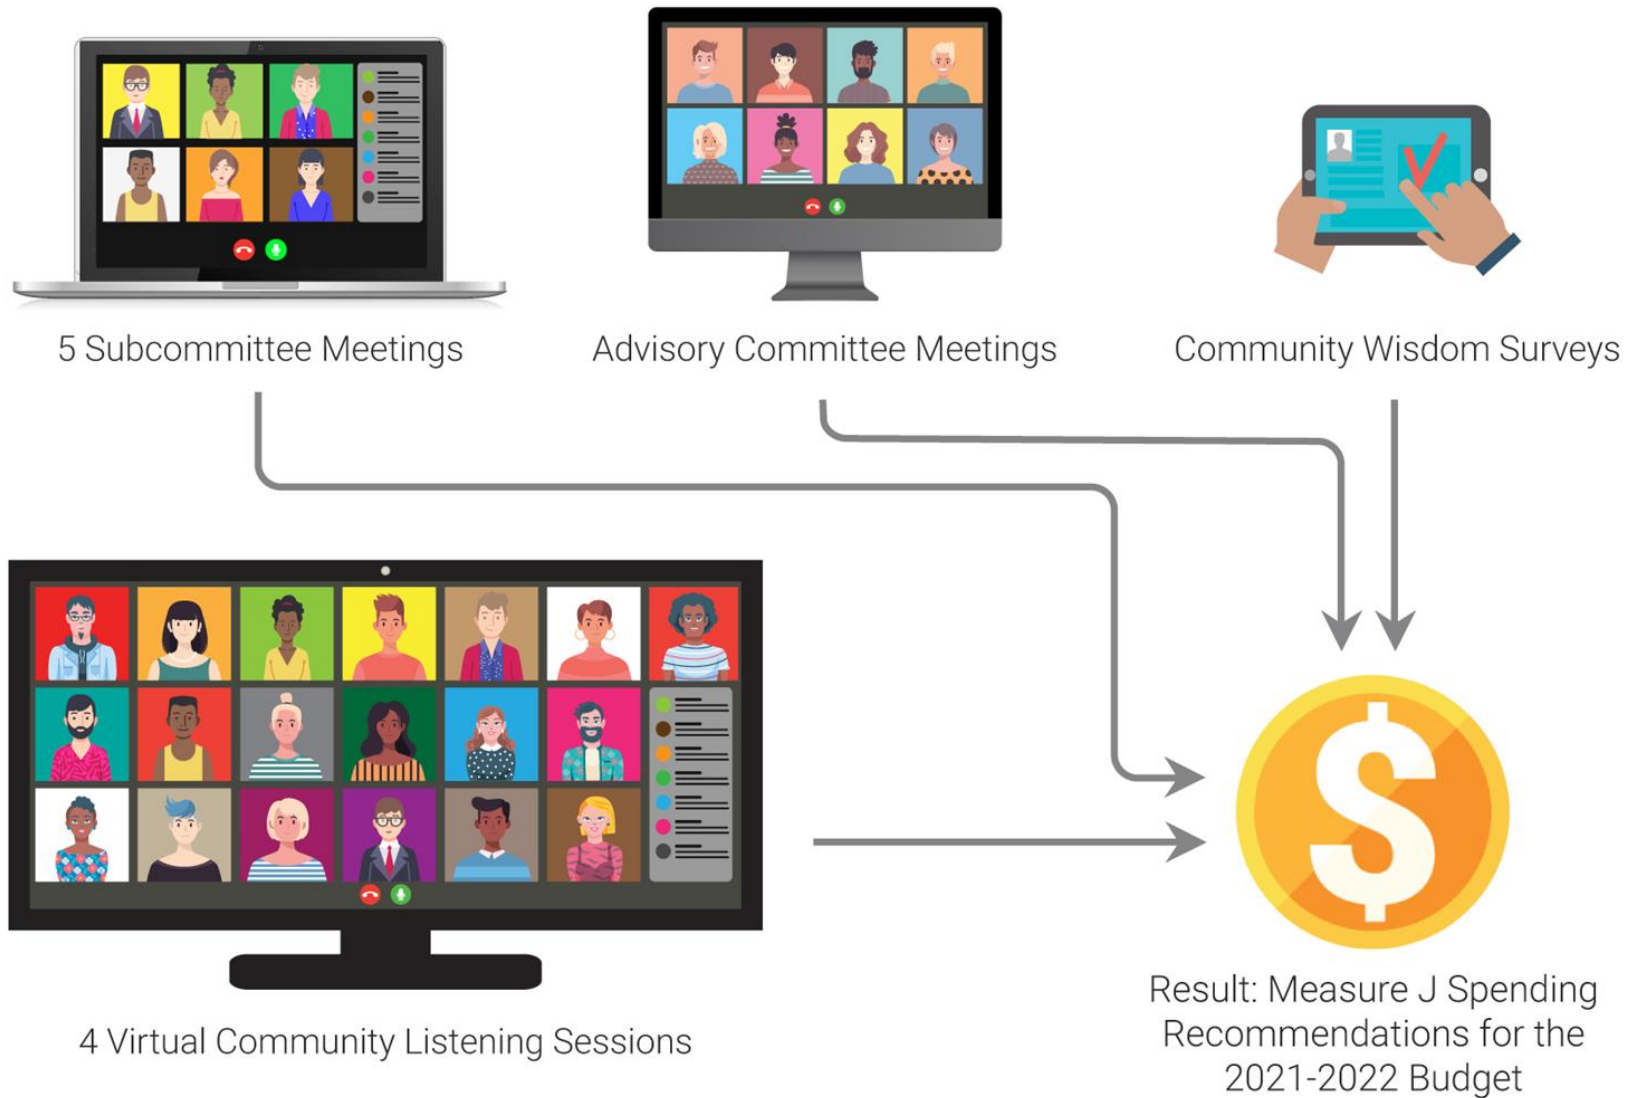 5 Subcommittee Meetings
Advisory Committee Meetings
Community Wisdom Surveys
4 Virtual Community Listening Sessions
$
Result: Measure J Spending
Recommendations for the
2021-2022 Budget